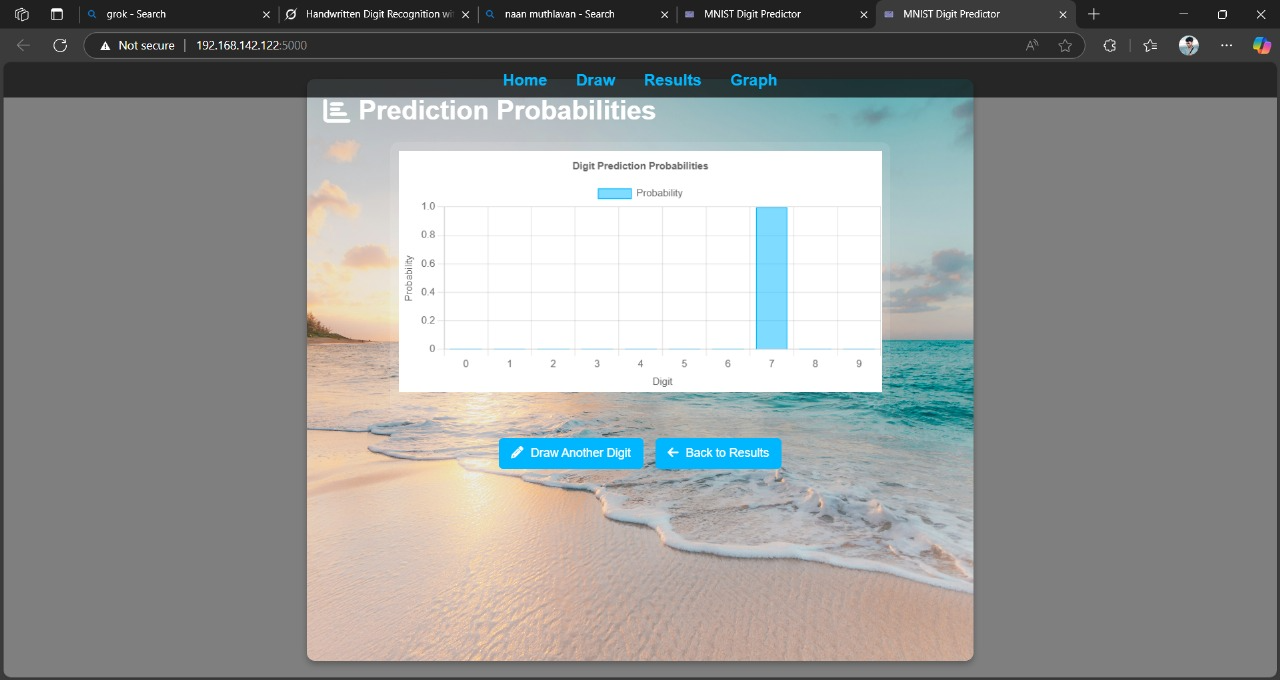 grok - Search
Handwritten Digit Recognition wi
naan muthlavan - Search
MNIST Digit Predictor
MNIST Digit Predictor
Not secure
192.168.142.122:5000
Home Draw Results Graph
Prediction Probabilities
Digit Prediction Probabilities
Probability
1.0
0.8
0.6
0.4
0.2
0
Probability
0 1 2 3 4 5 6 7 8 9
Digit
Draw Another Digit
Back to Results